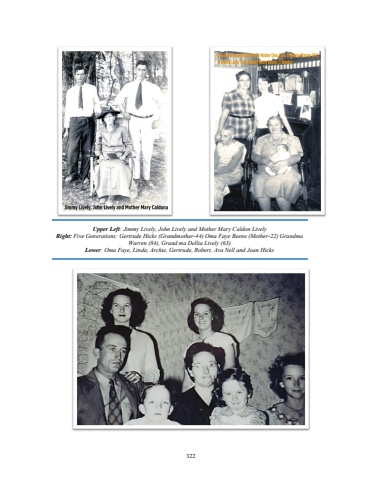 Jimmy Lively, John Lively and Mother Mary Caldona
Upper Left: Jimmy Lively, John Lively and Mother Mary Caldon Lively
Right: Five Generations: Gertrude Hicks (Grandmother-44) Oma Faye Beene (Mother-22) Grandma
Warren (84), Grand ma Dellia Lively (63)
Lower: Oma Faye, Linda, Archie, Gertrude, Robert, Ava Nell and Joan Hicks
322